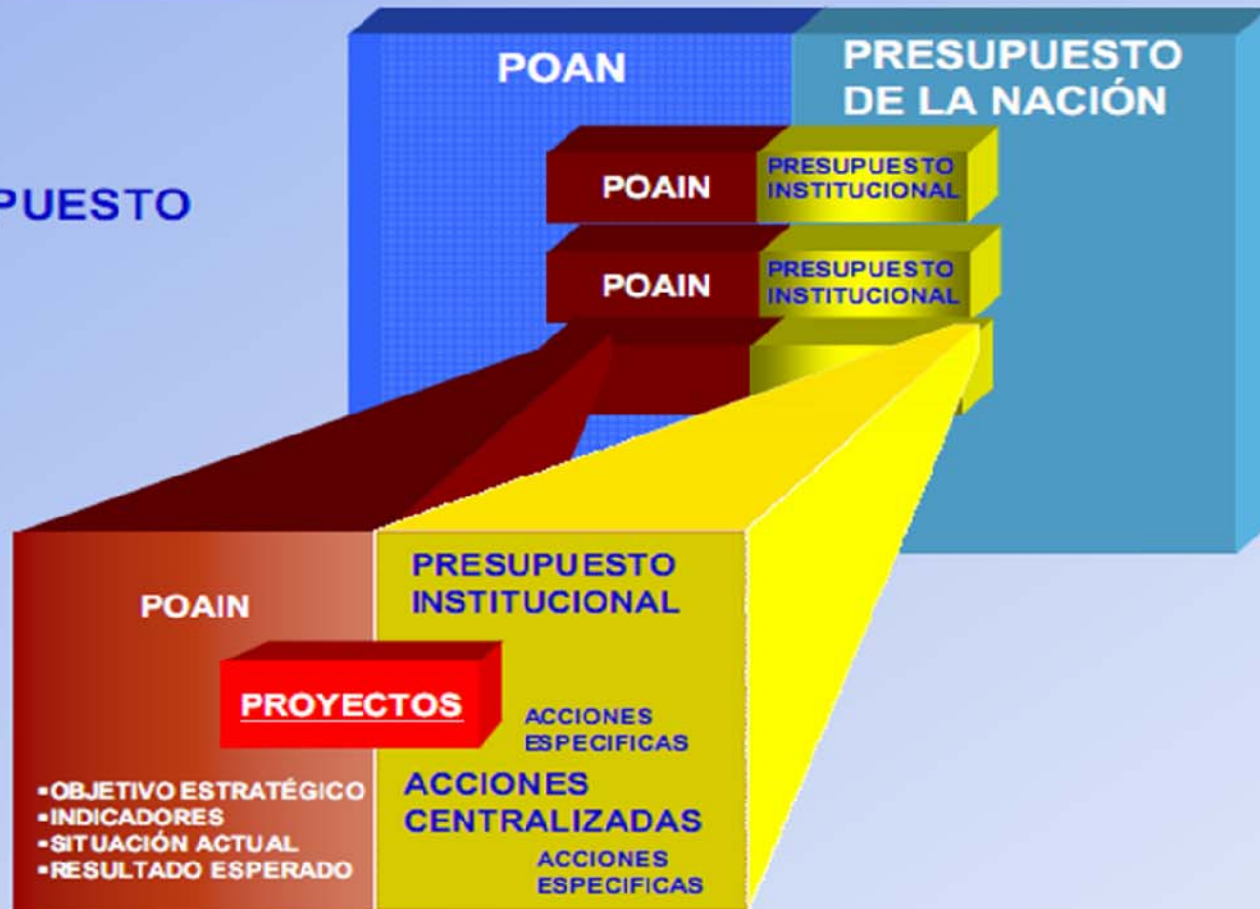 POAN
PRESUPUESTO
DE LA NACIÓN
PUESTO
POAIN
PRESUPUESTO
INSTITUCIONAL
POAIN
PRESUPUESTO
INSTITUCIONAL
POAIN
PRESUPUESTO
INSTITUCIONAL
PROYECTOS
ACCIONES
ESPECIFICAS
▪OBJETIVO ESTRATÉGICO
▪INDICADORES
▪SITUACIÓN ACTUAL
▪RESULTADO ESPERADO
ACCIONES
CENTRALIZADAS
ACCIONES
ESPECIFICAS